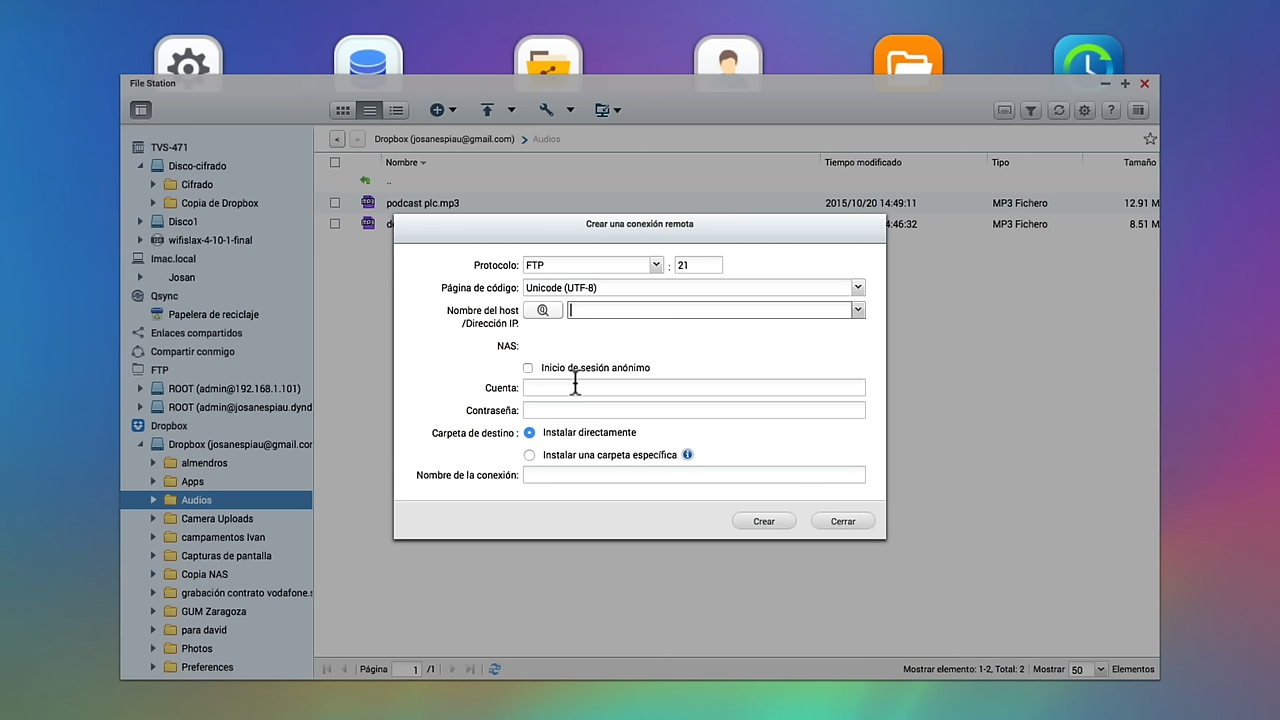 File Station
Dropbox (josanespiau@gmail.com) > Audios
Nombre
Tiempo modificado
Tipo
Tamaño
..
podcast plc.mp3
2015/10/20 14:49:11
MP3 Fichero
12.91 M
de
:46:32
MP3 Fichero
8.51 M
TVS-471
Disco-cifrado
Cifrado
Copia de Dropbox
Disco1
wifislax-4-10-1-final
Imac.local
Josan
Qsync
Papelera de reciclaje
Enlaces compartidos
Compartir conmigo
FTP
ROOT (admin@192.168.1.101)
ROOT (admin@josanespiau.dynd
Dropbox
Dropbox (josanespiau@gmail.cor
almendros
Apps
Audios
Camera Uploads
campamentos Ivan
Capturas de pantalla
Copia NAS
grabación contrato vodafone.s
GUM Zaragoza
para david
Photos
Preferences
Crear una conexión remota
Protocolo: FTP : 21
Página de código: Unicode (UTF-8)
Nombre del host
/Dirección IP:
NAS:
Inicio de sesión anónimo
Cuenta:
Contraseña:
Carpeta de destino : Instalar directamente
Instalar una carpeta específica
Nombre de la conexión:
Crear
Cerrar
Página 1 /1
Mostrar elemento: 1-2, Total: 2 | Mostrar 50 Elementos